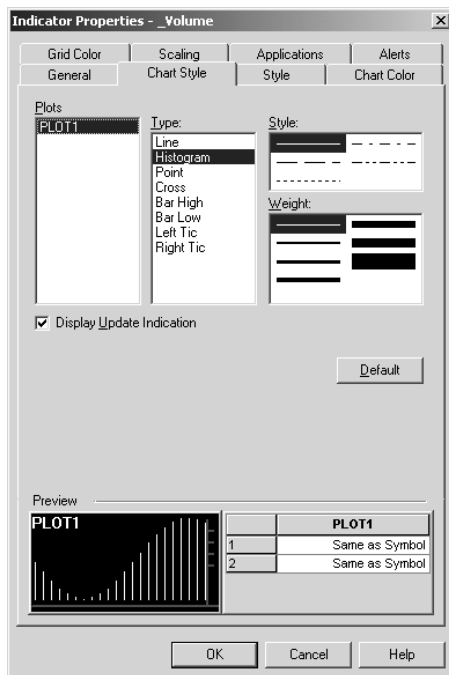 Indicator Properties - _Volume
Grid Color Scaling Applications Alerts
General Chart Style Style Chart Color
Plots
PLOT1
Type:
Line
Histogram
Point
Cross
Bar High
Bar Low
Left Tic
Right Tic
Style:
Weight:
Display Update Indication
Default
Preview
PLOT1
PLOT1
1 Same as Symbol
2 Same as Symbol
OK Cancel Help